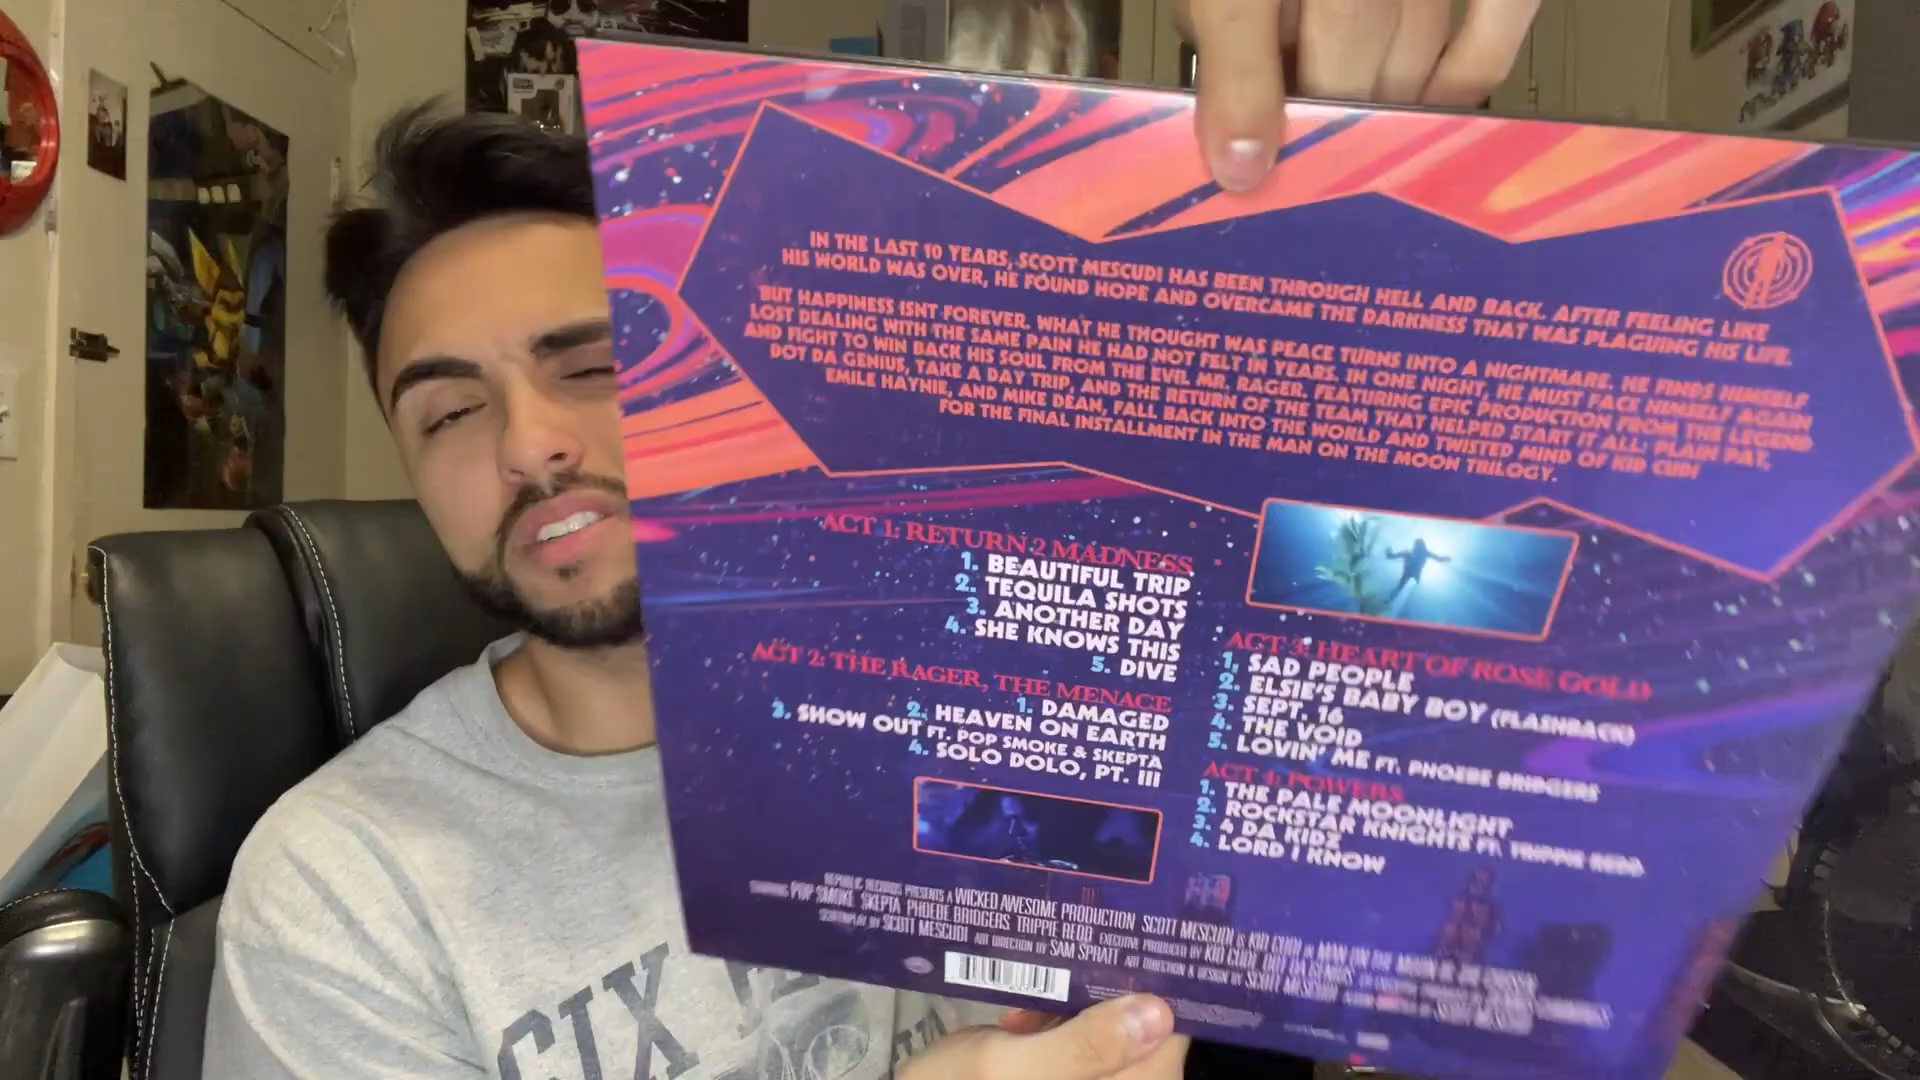 IN THE LAST 10 YEARS, SCOTT MESCUDI HAS BEEN THROUGH HELL AND BACK. AFTER FEELING LIKE
HIS WORLD WAS OVER, HE FOUND HOPE AND OVERCAME THE DARKNESS THAT WAS PLAGUING HIS LIFE.
BUT HAPPINESS ISNT FOREVER. WHAT HE THOUGHT WAS PEACE TURNS INTO A NIGHTMARE. HE FINDS HIMSELF
LOST DEALING WITH THE SAME PAIN HE HAD NOT FELT IN YEARS. IN ONE NIGHT, HE MUST FACE HIMSELF AGAIN
AND FIGHT TO WIN BACK HIS SOUL FROM THE EVIL MR. RAGER. FEATURING EPIC PRODUCTION FROM THE LEGEND
DOT DA GENIUS, TAKE A DAY TRIP, AND THE RETURN OF THE TEAM THAT HELPED START IT ALL: PLAIN PAT,
EMILE HAYNIE, AND MIKE DEAN, FALL BACK INTO THE WORLD AND TWISTED MIND OF KID CUDI
FOR THE FINAL INSTALLMENT IN THE MAN ON THE MOON TRILOGY.
ACT 1: RETURN 2 MADNESS
1. BEAUTIFUL TRIP
2. TEQUILA SHOTS
3. ANOTHER DAY
4. SHE KNOWS THIS
5. DIVE
ACT 2: THE RAGER, THE MENACE
1. DAMAGED
2. HEAVEN ON EARTH
3. SHOW OUT FT. POP SMOKE & SKEPTA
4. SOLO DOLO, PT. III
ACT 3: HEART OF ROSE GOLD
1. SAD PEOPLE
2. ELSIE'S BABY BOY (FLASHBACK)
3. SEPT. 16
4. THE VOID
5. LOVIN' ME FT. PHOEBE BRIDGERS
ACT 4: POWERS
1. THE PALE MOONLIGHT
2. ROCKSTAR KNIGHTS FT. TRIPPIE REDD
3. 4 DA KIDZ
4. LORD I KNOW
REPUBLIC RECORDS PRESENTS A WICKED AWESOME PRODUCTION SCOTT MESCUDI IS KID CUDI IN MAN ON THE MOON
STARRING POP SMOKE SKEPTA PHOEBE BRIDGERS TRIPPIE REDD EXECUTIVE PRODUCED BY KID CUDI, DOT DA GENIUS
SCREENPLAY BY SCOTT MESCUDI ART DIRECTION BY SAM SPRATT ART DIRECTION & DESIGN BY SCOTT MESCUDI
SIX